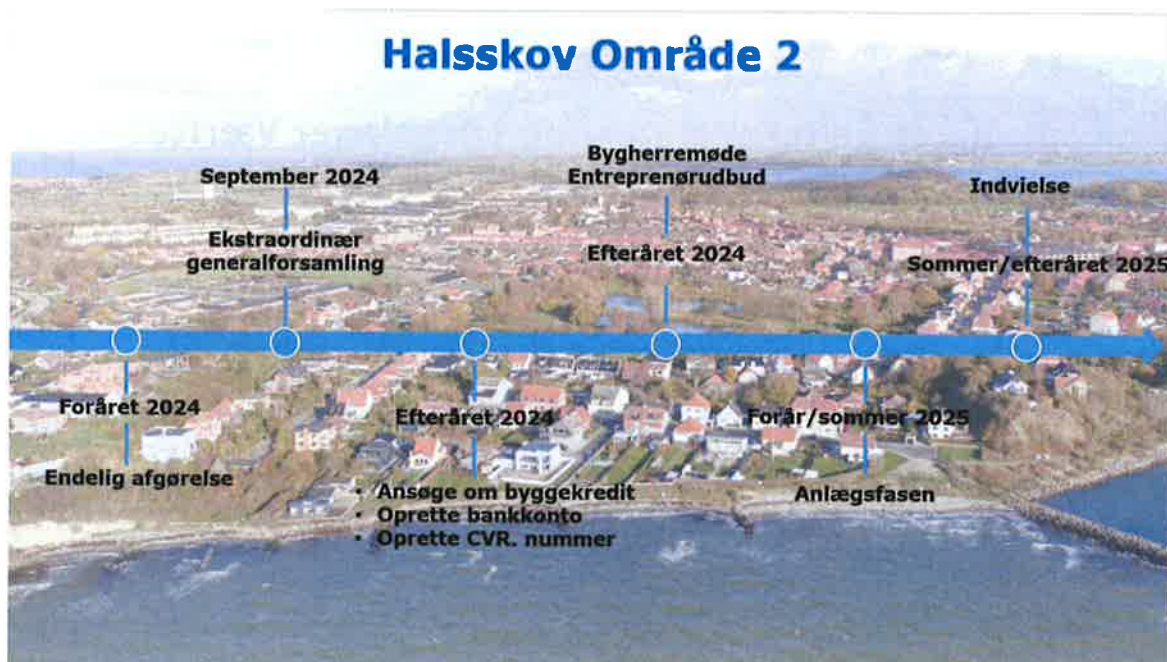 Halsskov Område 2
September 2024
Ekstraordinær
generalforsamling
Bygherremøde
Entreprenørudbud
Efteråret 2024
Indvielse
Sommer/efteråret 2025
Foråret 2024
Endelig afgørelse
Efteråret 2024
• Ansøge om byggekredit
• Oprette bankkonto
• Oprette CVR. nummer
Forår/sommer 2025
Anlægsfasen